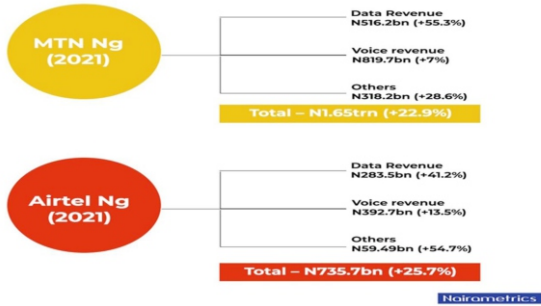 MTN Ng
(2021)
Data Revenue
N516.2bn (+55.3%)
Voice revenue
N819.7bn (+7%)
Others
N318.2bn (+28.6%)
Total – N1.65trn (+22.9%)
Airtel Ng
(2021)
Data Revenue
N283.5bn (+41.2%)
Voice revenue
N392.7bn (+13.5%)
Others
N59.49bn (+54.7%)
Total – N735.7bn (+25.7%)
Nairametrics